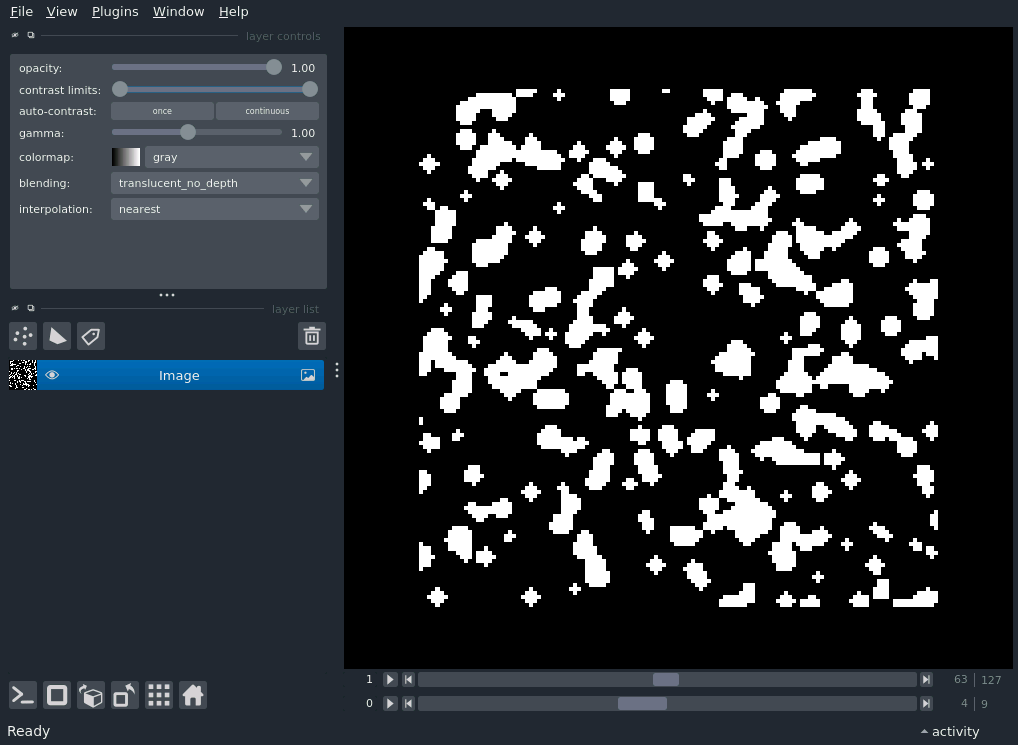 File View Plugins Window Help
layer controls
opacity: 1.00
contrast limits:
auto-contrast: once continuous
gamma: 1.00
colormap: gray
blending: translucent_no_depth
interpolation: nearest
layer list
Image
1 63 127
0 4 9
Ready activity